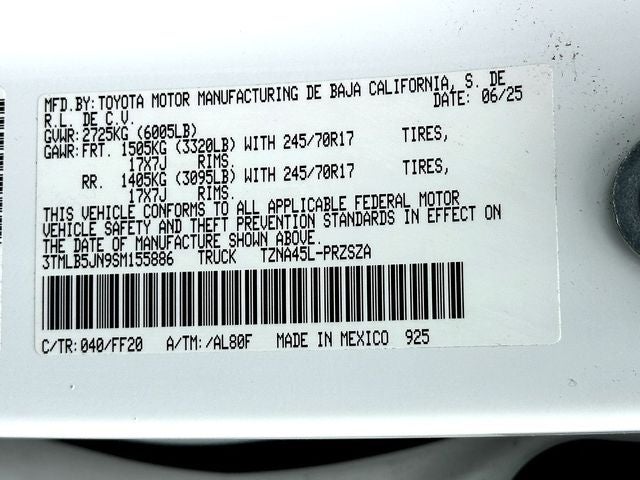 MFD.BY: TOYOTA MOTOR MANUFACTURING DE BAJA CALIFORNIA, S. DE
R.L. DE C.V. DATE: 06/25
GVWR: 2725KG (6005LB)
GAWR: FRT. 1505KG (3320LB) WITH 245/70R17 TIRES,
17X7J RIMS.
RR. 1405KG (3095LB) WITH 245/70R17 TIRES,
17X7J RIMS.
THIS VEHICLE CONFORMS TO ALL APPLICABLE FEDERAL MOTOR
VEHICLE SAFETY AND THEFT PREVENTION STANDARDS IN EFFECT ON
THE DATE OF MANUFACTURE SHOWN ABOVE.
3TMLB5JN9SM155886 TRUCK TZNA45L-PRZSZA
C/TR: 040/FF20 A/TM: /AL80F MADE IN MEXICO 925